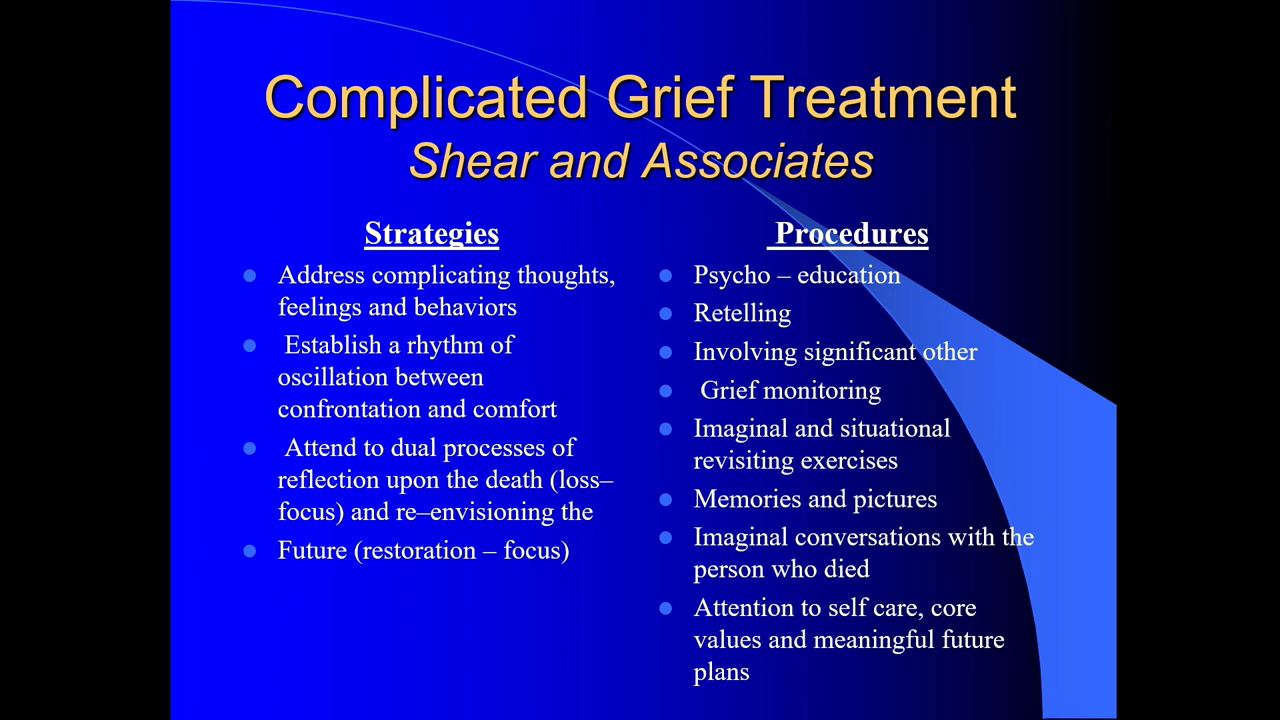 Complicated Grief Treatment
Shear and Associates
Strategies
Address complicating thoughts,
feelings and behaviors
Establish a rhythm of
oscillation between
confrontation and comfort
Attend to dual processes of
reflection upon the death (loss–
focus) and re–envisioning the
Future (restoration – focus)
Procedures
Psycho – education
Retelling
Involving significant other
Grief monitoring
Imaginal and situational
revisiting exercises
Memories and pictures
Imaginal conversations with the
person who died
Attention to self care, core
values and meaningful future
plans